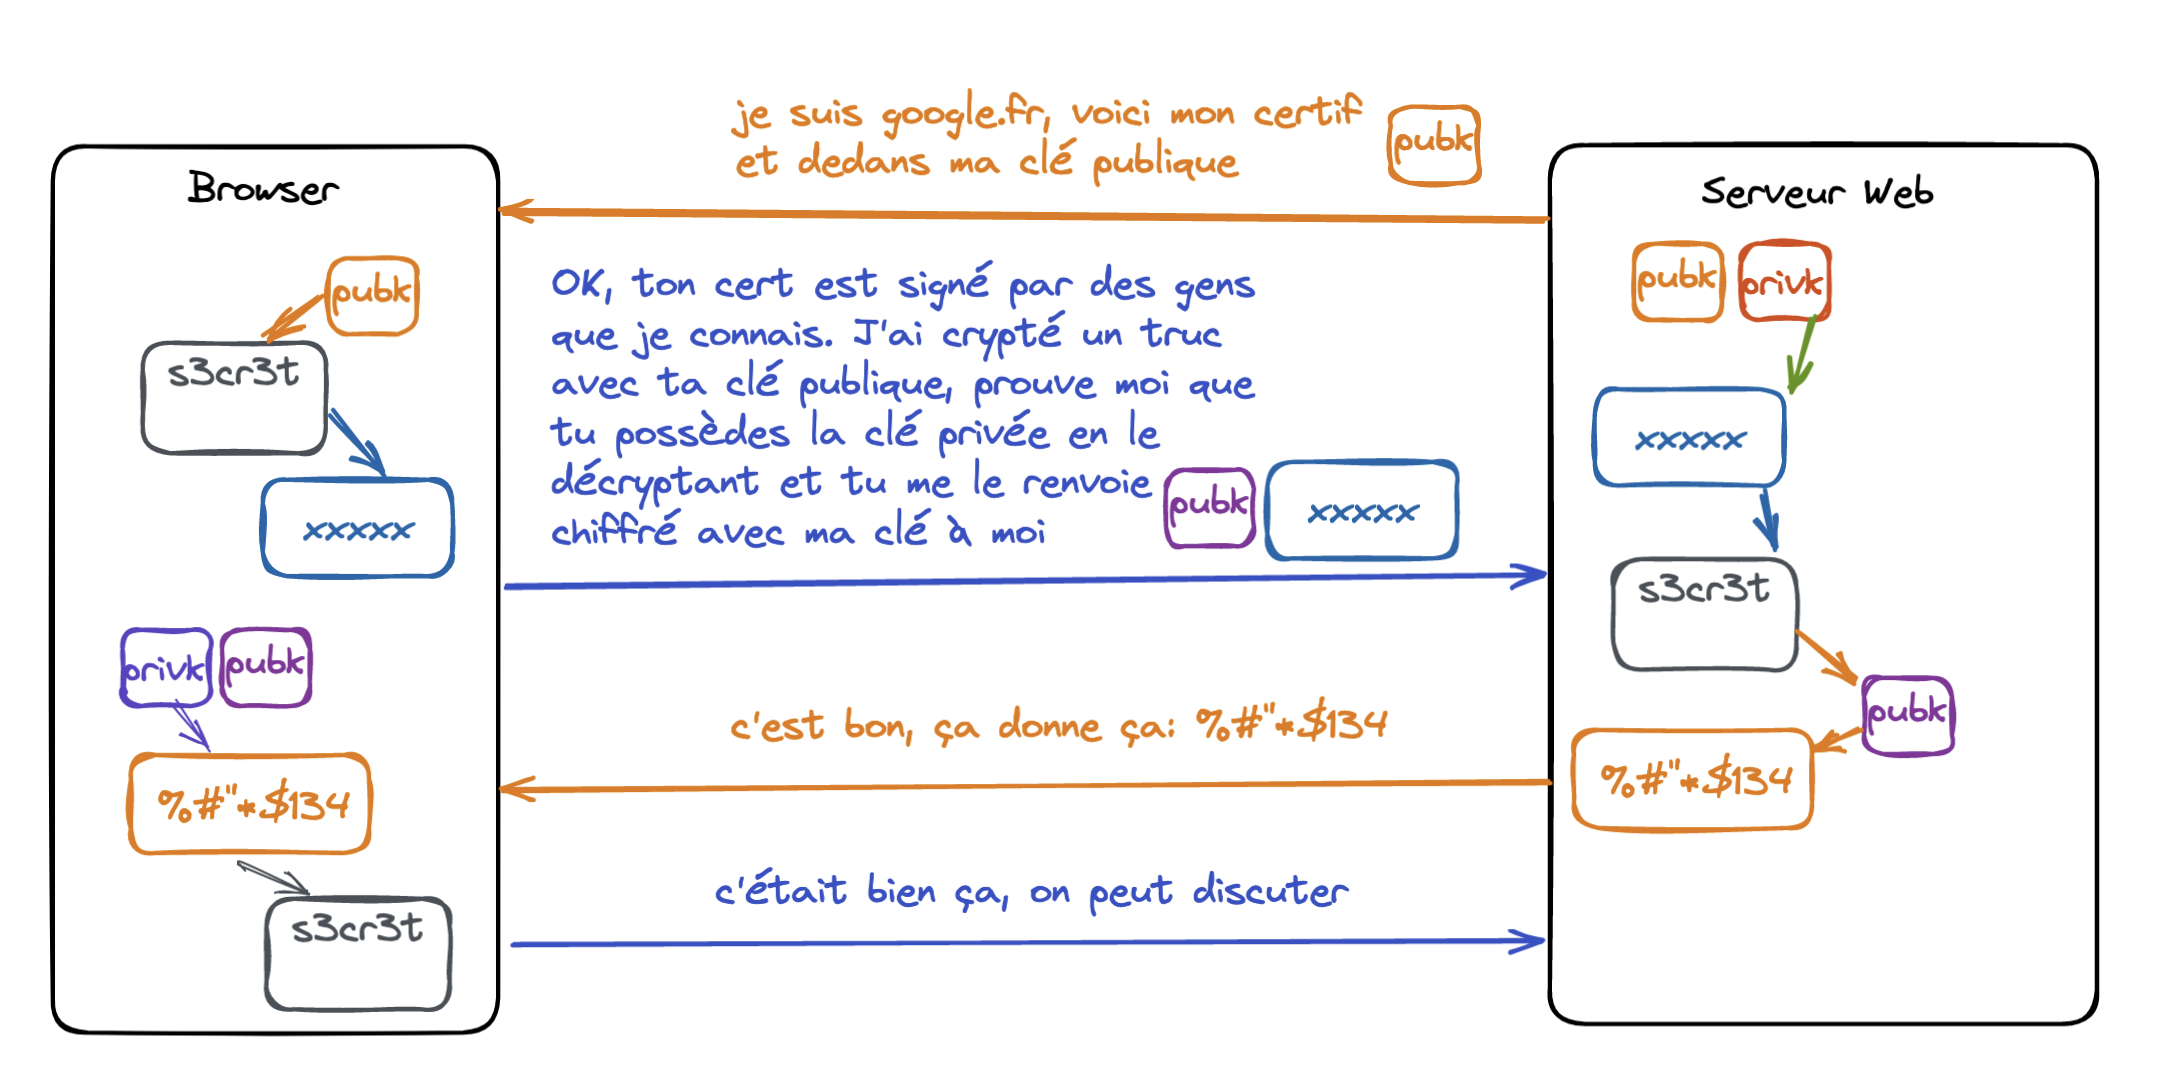 je suis google.fr, voici mon certif
et dedans ma clé publique
pubk
Browser
Serveur Web
pubk
s3cr3t
xxxxx
OK, ton cert est signé par des gens
que je connais. J'ai crypté un truc
avec ta clé publique, prouve moi que
tu possèdes la clé privée en le
décryptant et tu me le renvoie
chiffré avec ma clé à moi
pubk
xxxxx
pubk
privk
xxxxx
s3cr3t
pubk
%#"*$134
privk
pubk
c'est bon, ça donne ça: %#"*$134
%#"*$134
s3cr3t
c'était bien ça, on peut discuter